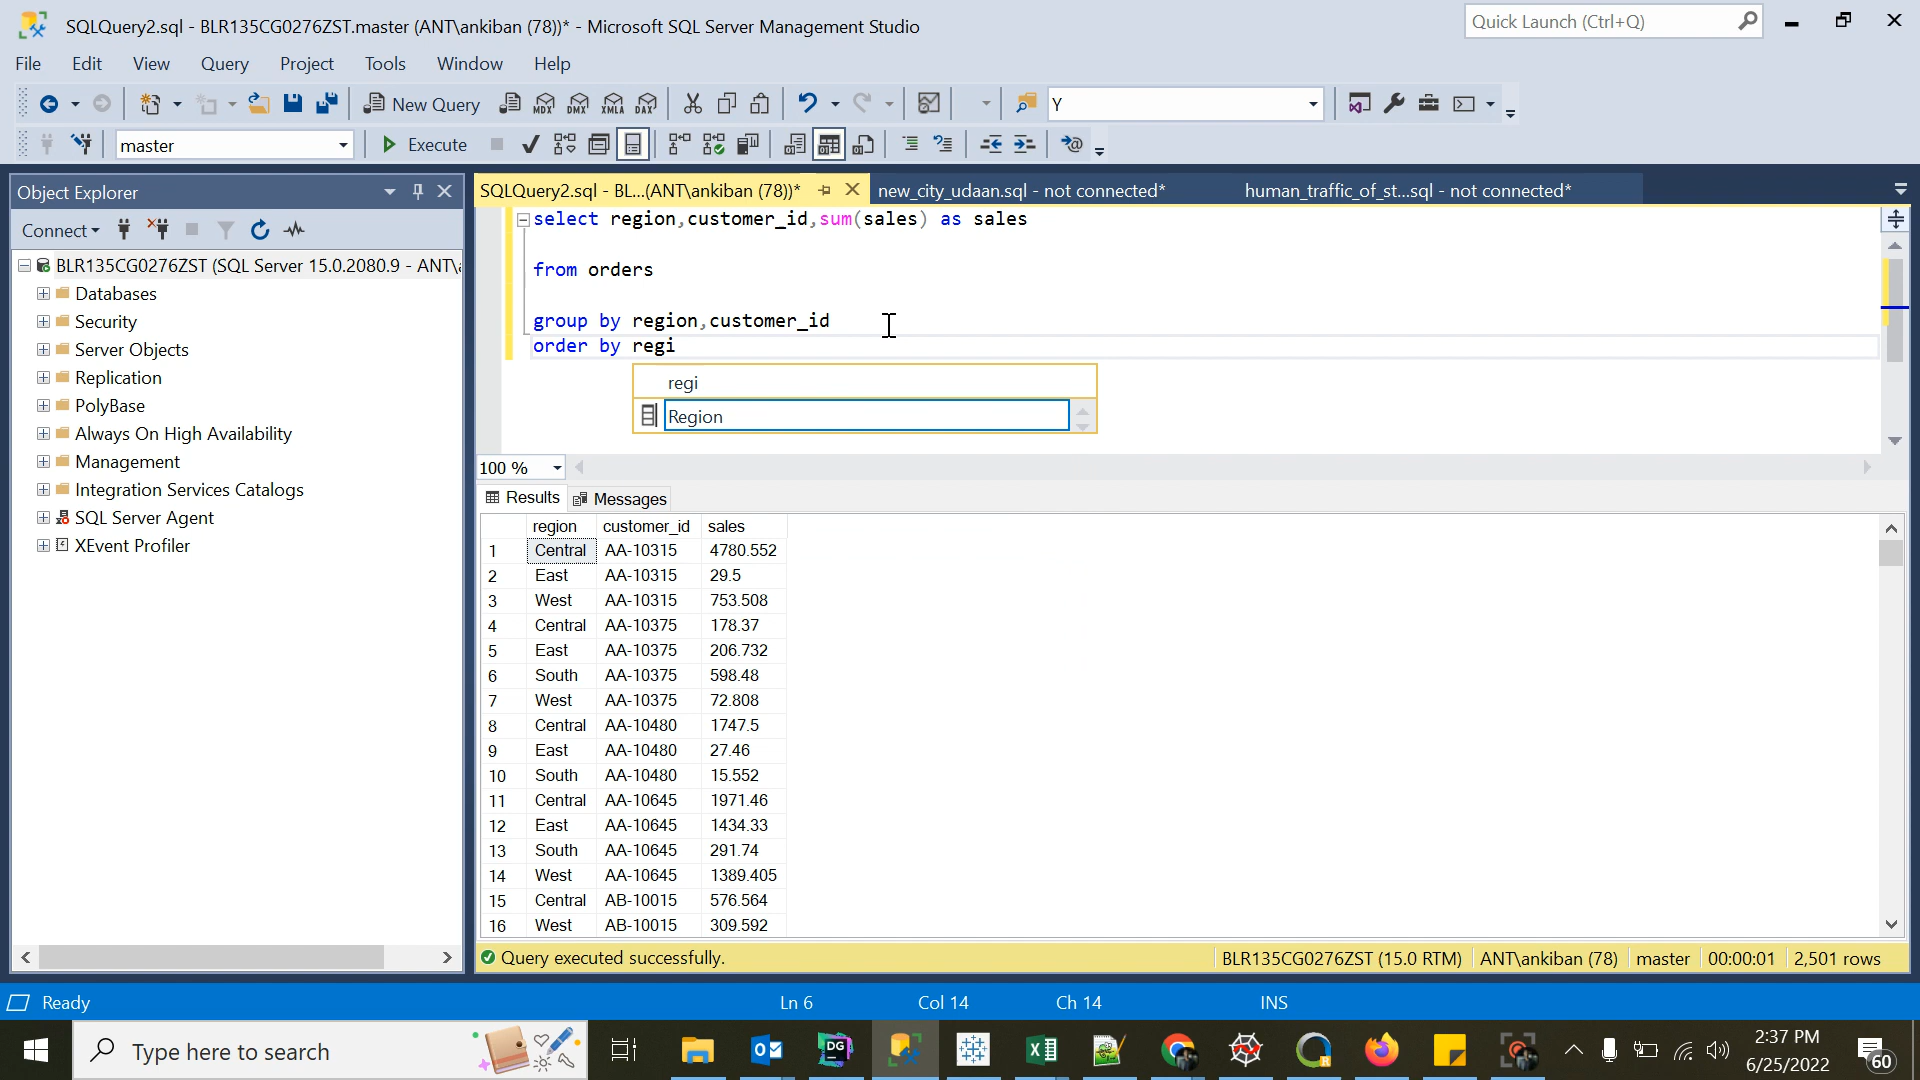 SQLQuery2.sql - BLR135CG0276ZST.master (ANT\ankiban (78))* - Microsoft SQL Server Management Studio
Quick Launch (Ctrl+Q)
File Edit View Query Project Tools Window Help
New Query MDX DMX XMLA DAX Y
master Execute
Object Explorer
SQLQuery2.sql - BL...(ANT\ankiban (78))* new_city_udaan.sql - not connected* human_traffic_of_st...sql - not connected*
Connect
BLR135CG0276ZST (SQL Server 15.0.2080.9 - ANT\
Databases
Security
Server Objects
Replication
PolyBase
Always On High Availability
Management
Integration Services Catalogs
SQL Server Agent
XEvent Profiler
select region,customer_id,sum(sales) as sales
from orders
group by region,customer_id
order by regi
regi
Region
100 %
Results Messages
region customer_id sales
1 Central AA-10315 4780.552
2 East AA-10315 29.5
3 West AA-10315 753.508
4 Central AA-10375 178.37
5 East AA-10375 206.732
6 South AA-10375 598.48
7 West AA-10375 72.808
8 Central AA-10480 1747.5
9 East AA-10480 27.46
10 South AA-10480 15.552
11 Central AA-10645 1971.46
12 East AA-10645 1434.33
13 South AA-10645 291.74
14 West AA-10645 1389.405
15 Central AB-10015 576.564
16 West AB-10015 309.592
Query executed successfully. BLR135CG0276ZST (15.0 RTM) ANT\ankiban (78) master 00:00:01 2,501 rows
Ready Ln 6 Col 14 Ch 14 INS
Type here to search
DG
2:37 PM
6/25/2022
60